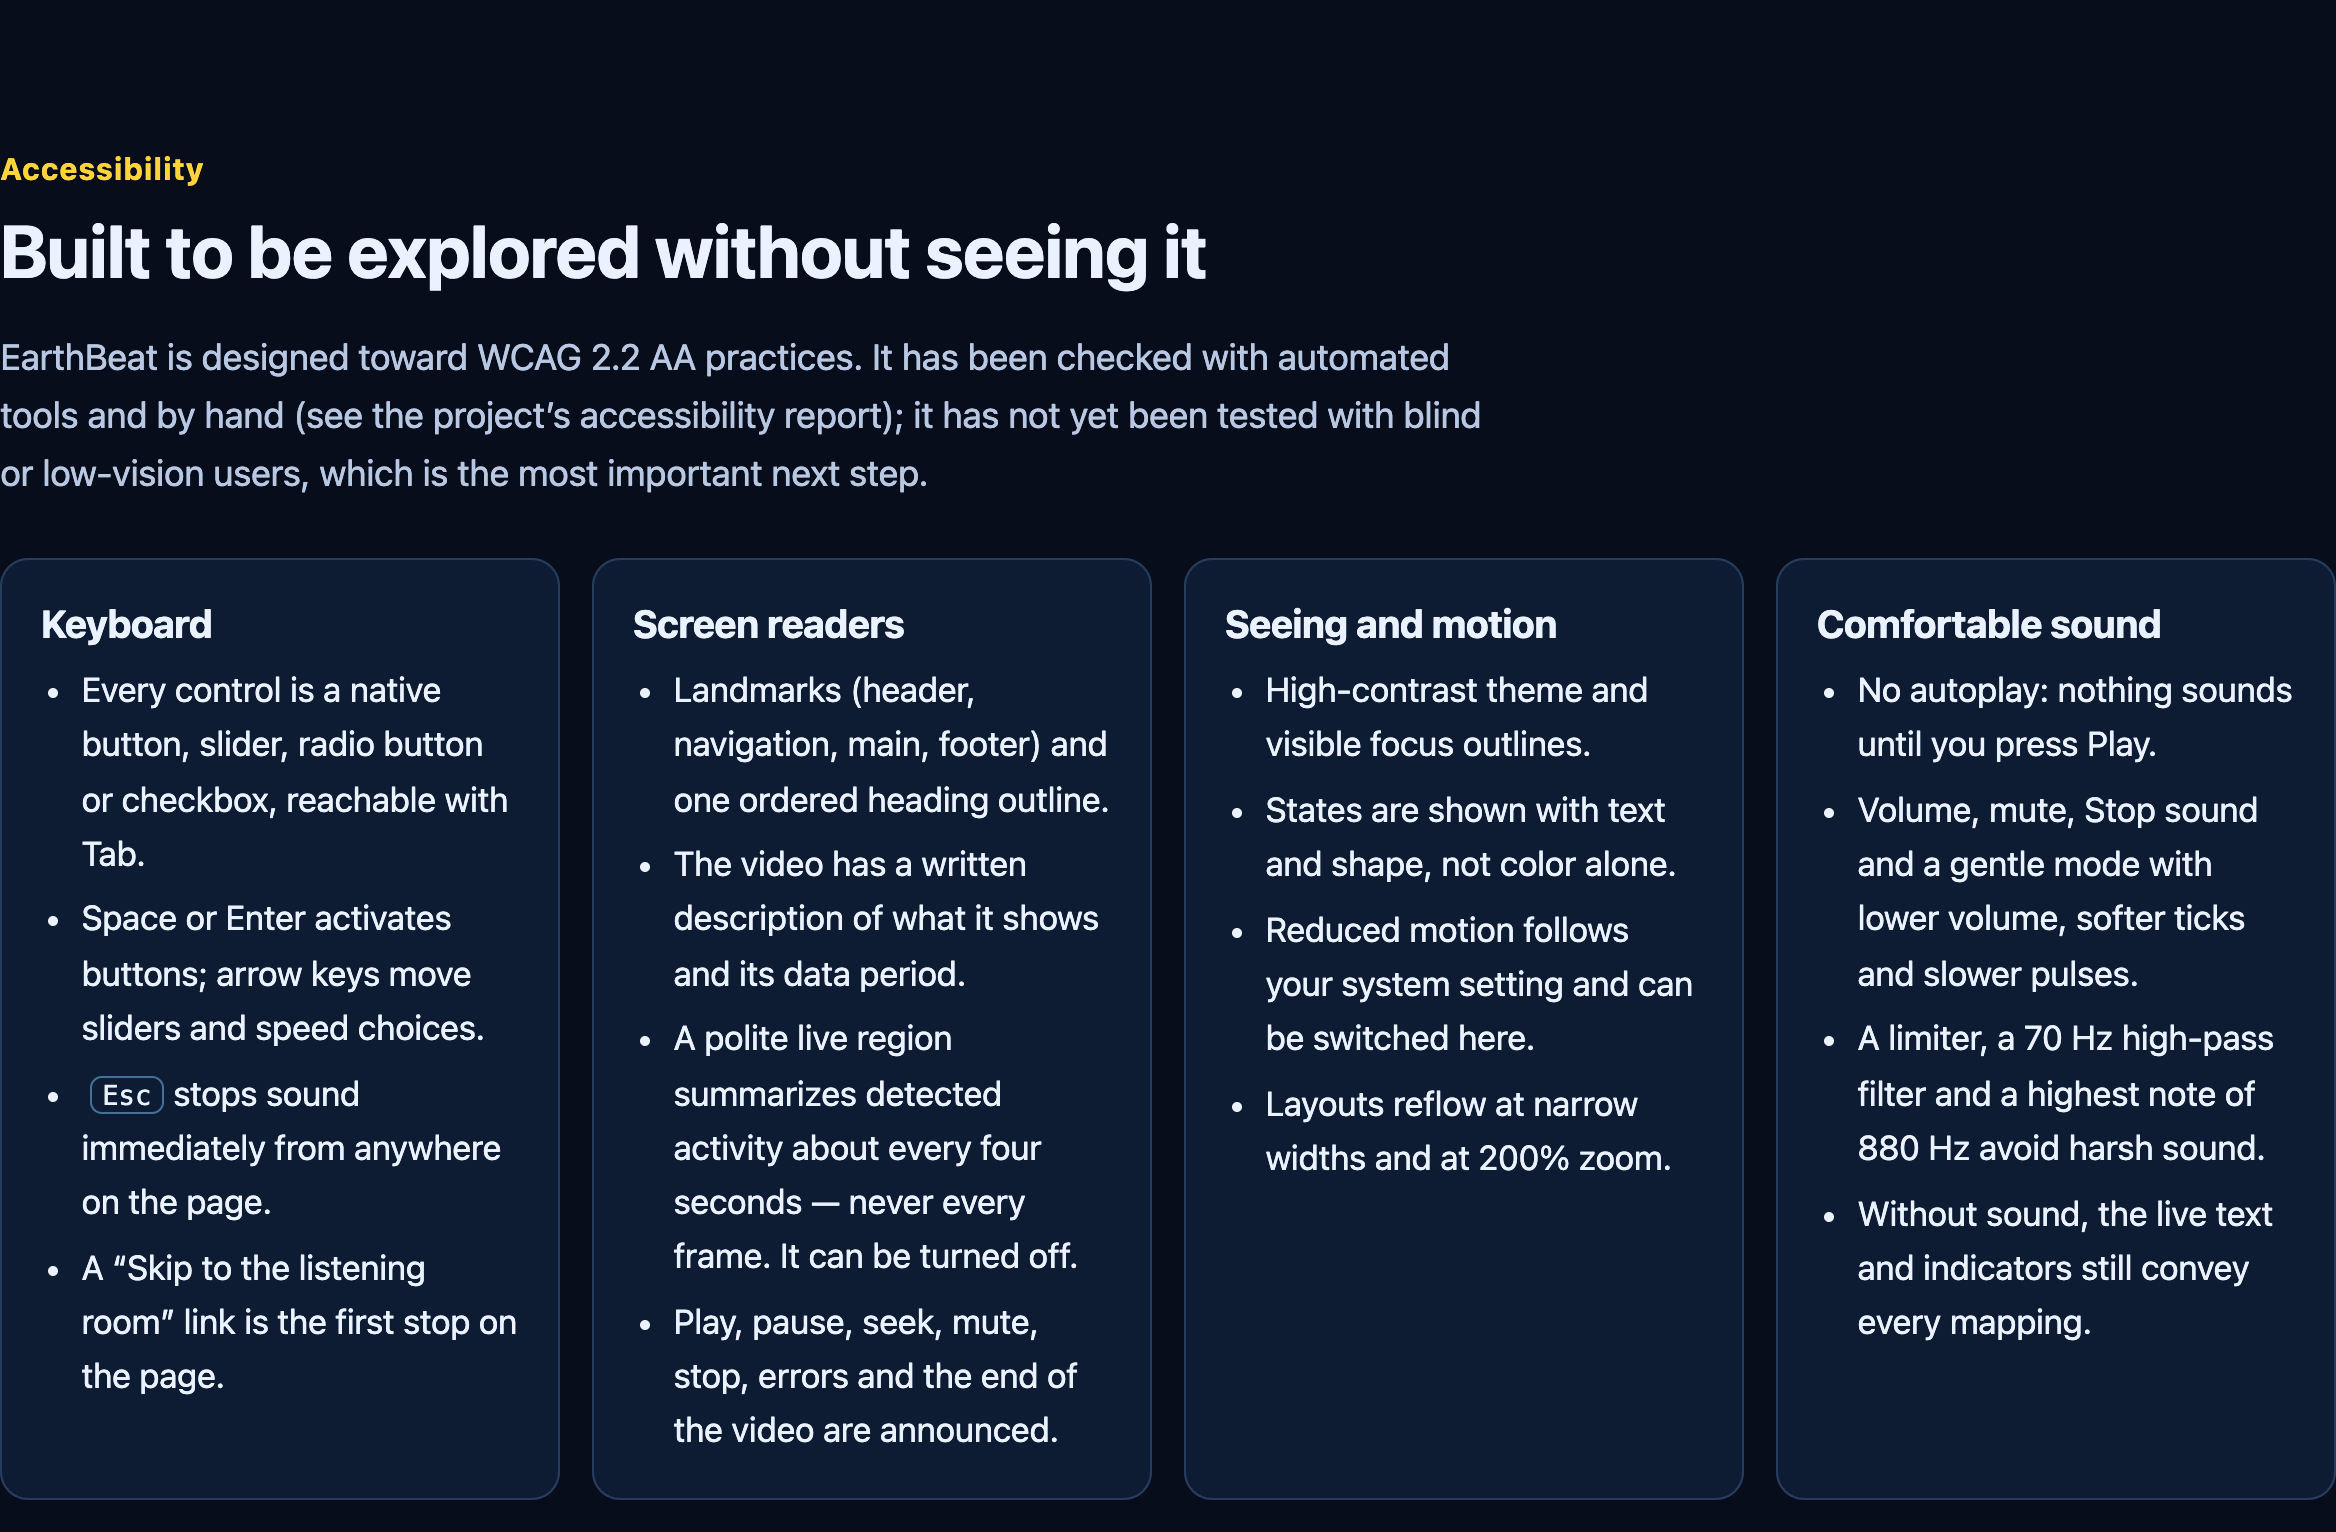 Accessibility
Built to be explored without seeing it
EarthBeat is designed toward WCAG 2.2 AA practices. It has been checked with automated
tools and by hand (see the project’s accessibility report); it has not yet been tested with blind
or low-vision users, which is the most important next step.
Keyboard
• Every control is a native
button, slider, radio button
or checkbox, reachable with
Tab.
• Space or Enter activates
buttons; arrow keys move
sliders and speed choices.
• Esc stops sound
immediately from anywhere
on the page.
• A “Skip to the listening
room” link is the first stop on
the page.
Screen readers
• Landmarks (header,
navigation, main, footer) and
one ordered heading outline.
• The video has a written
description of what it shows
and its data period.
• A polite live region
summarizes detected
activity about every four
seconds — never every
frame. It can be turned off.
• Play, pause, seek, mute,
stop, errors and the end of
the video are announced.
Seeing and motion
• High-contrast theme and
visible focus outlines.
• States are shown with text
and shape, not color alone.
• Reduced motion follows
your system setting and can
be switched here.
• Layouts reflow at narrow
widths and at 200% zoom.
Comfortable sound
• No autoplay: nothing sounds
until you press Play.
• Volume, mute, Stop sound
and a gentle mode with
lower volume, softer ticks
and slower pulses.
• A limiter, a 70 Hz high-pass
filter and a highest note of
880 Hz avoid harsh sound.
• Without sound, the live text
and indicators still convey
every mapping.